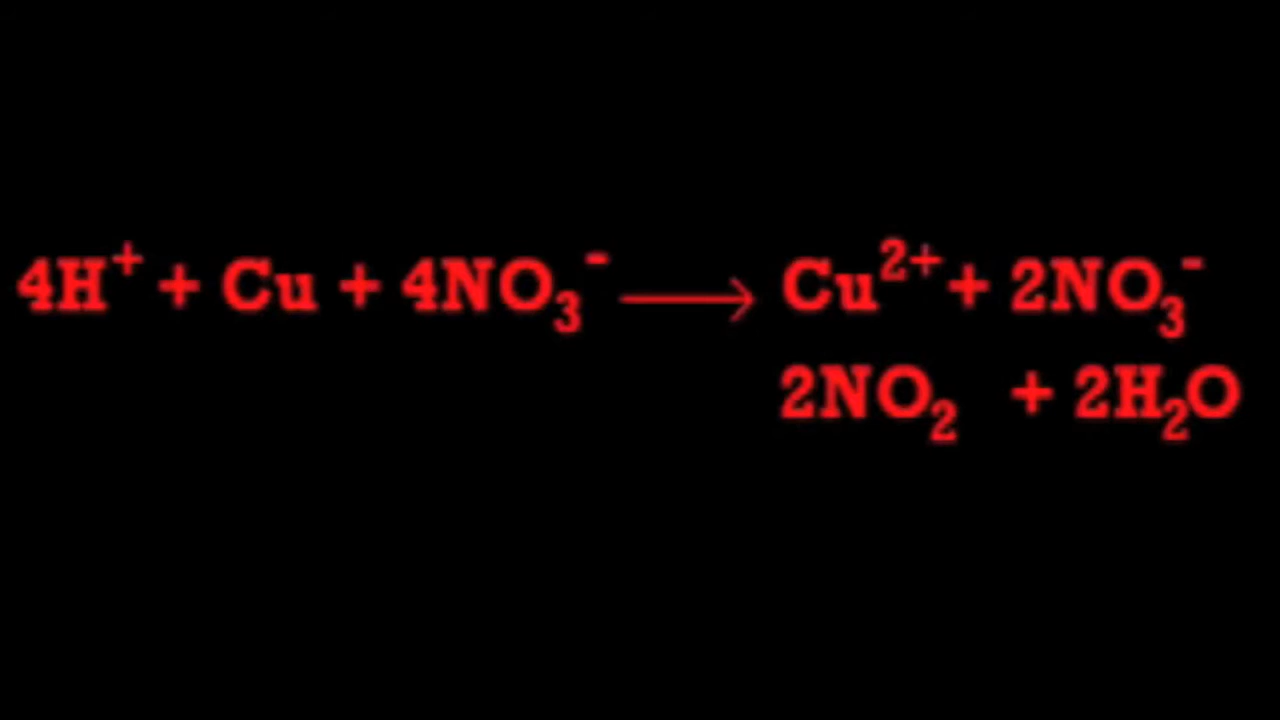 4H⁺ + Cu + 4NO₃⁻ ⟶ Cu²⁺ + 2NO₃⁻
2NO₂ + 2H₂O